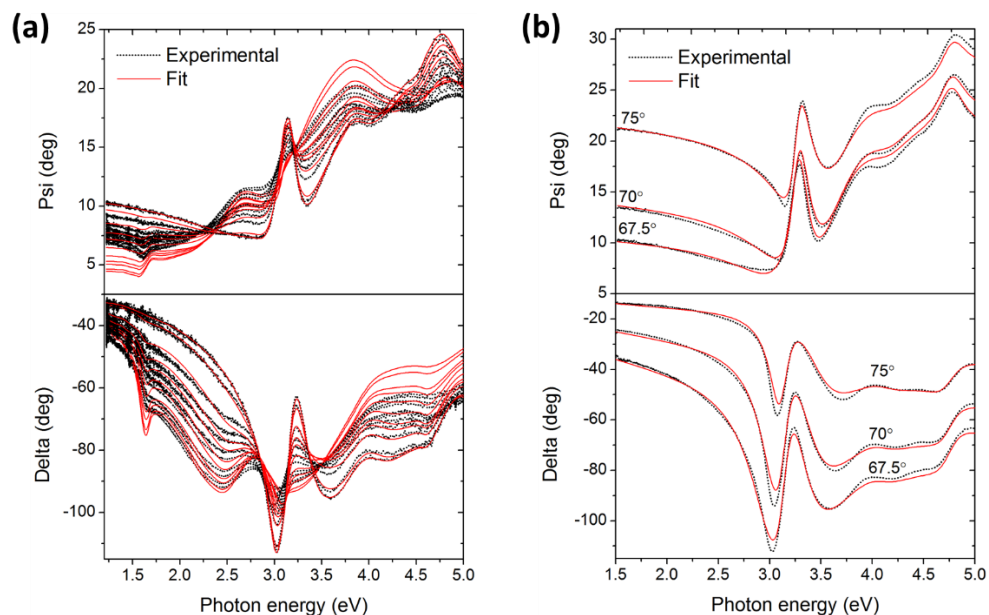 (a)
25
20
15
10
5
Psi (deg)
Experimental
Fit
-40
-60
-80
-100
Delta (deg)
1.5 2.0 2.5 3.0 3.5 4.0 4.5 5.0
Photon energy (eV)
(b)
30
25
20
15
10
5
Psi (deg)
Experimental
Fit
75°
70°
67.5°
-20
-40
-60
-80
-100
Delta (deg)
75°
70°
67.5°
1.5 2.0 2.5 3.0 3.5 4.0 4.5 5.0
Photon energy (eV)